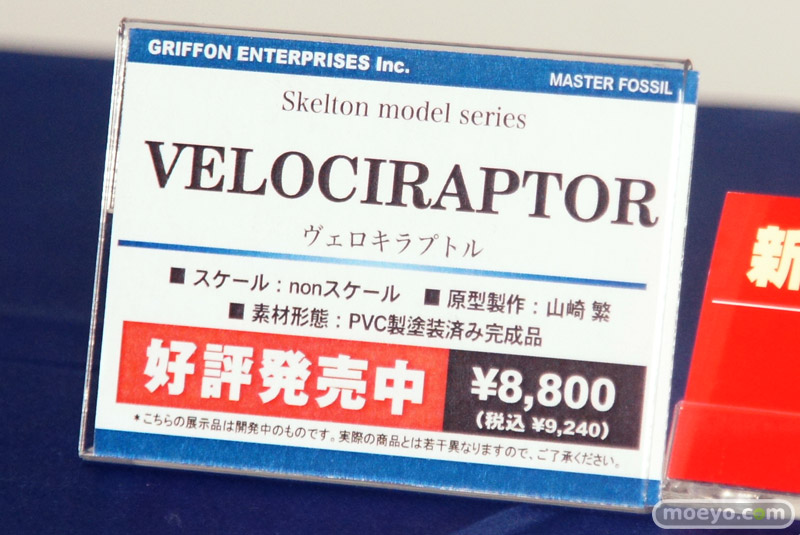 GRIFFON ENTERPRISES Inc.
MASTER FOSSIL
Skelton model series
VELOCIRAPTOR
ヴェロキラプトル
■ スケール：nonスケール ■ 原型製作：山崎 繁
■ 素材形態：PVC製塗装済み完成品
好評発売中
¥8,800
(税込 ¥9,240)
*こちらの展示品は開発中のものです。実際の商品とは若干異なりますので、ご了承ください。
新
moeyo.com